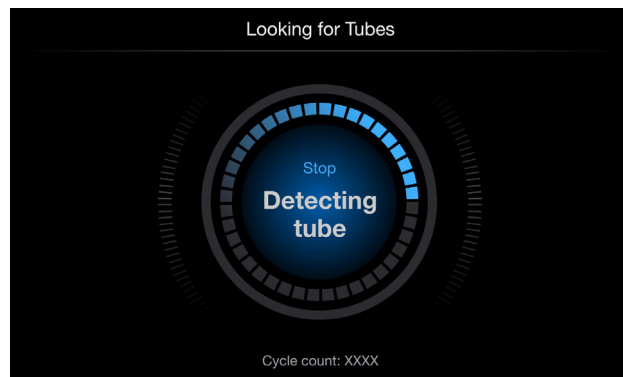 Looking for Tubes
Stop
Detecting
tube
Cycle count: XXXX